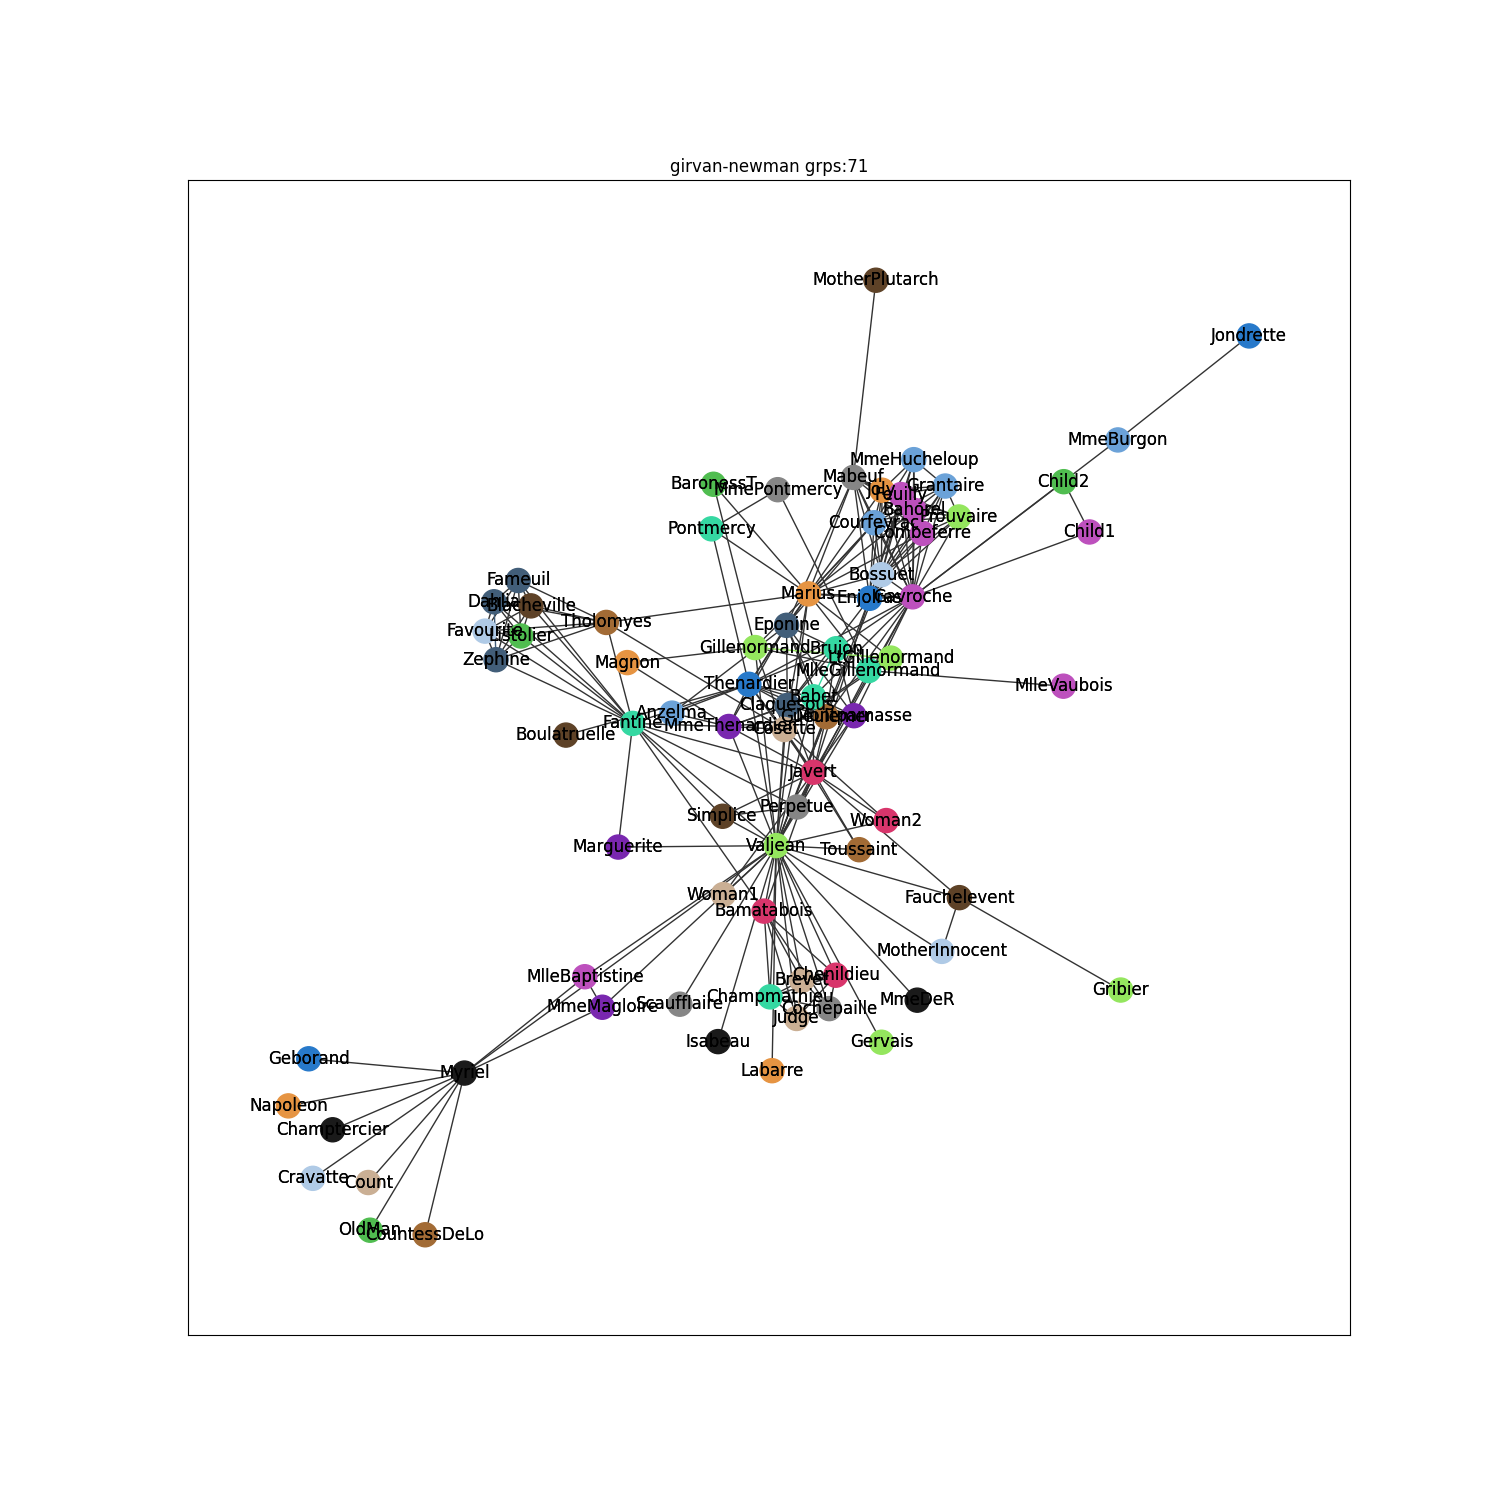 girvan-newman grps:71
MotherPlutarch
Jondrette
MmeBurgon
MmeHucheloup
Mabeuf
Child2
BaronessT
MmePontmercy
Joly
Feuilly
Grantaire
Bahorel
Prouvaire
Pontmercy
Courfeyrac
Combeferre
Child1
Fameuil
Bossuet
Dahlia
Blacheville
Marius
Enjolras
Gavroche
Tholomyes
Eponine
Favourite
Listolier
Gillenormand
Brujon
LtGillenormand
Zephine
Magnon
MlleGillenormand
Thenardier
MlleVaubois
Babet
Claquesous
Anzelma
Gueulemer
Montparnasse
Fantine
MmeThenardier
Cosette
Boulatruelle
Javert
Perpetue
Simplice
Woman2
Marguerite
Valjean
Toussaint
Woman1
Fauchelevent
Bamatabois
MotherInnocent
MlleBaptistine
Chenildieu
Brevet
Gribier
Champmathieu
MmeMagloire
Scaufflaire
MmeDeR
Cochepaille
Judge
Isabeau
Gervais
Geborand
Myriel
Labarre
Napoleon
Champtercier
Cravatte
Count
OldMan
CountessDeLo